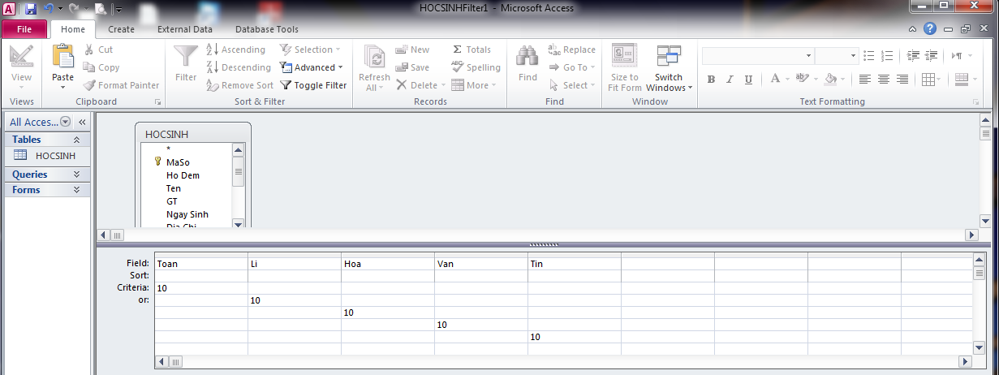 HOCSINHFilter1 - Microsoft Access
File Home Create External Data Database Tools
View
Views
Paste
Cut
Copy
Format Painter
Clipboard
Filter
Ascending
Descending
Remove Sort
Selection
Advanced
Toggle Filter
Sort & Filter
Refresh
All
New
Save
Delete
Totals
Spelling
More
Records
Find
Replace
Go To
Select
Find
Size to
Fit Form
Switch
Windows
Window
B I U A ab
Text Formatting
All Acces...
Tables
HOCSINH
Queries
Forms
HOCSINH
*
MaSo
Ho Dem
Ten
GT
Ngay Sinh
Dia Chi
Field: Toan Li Hoa Van Tin
Sort:
Criteria: 10
or: 10
10
10
10